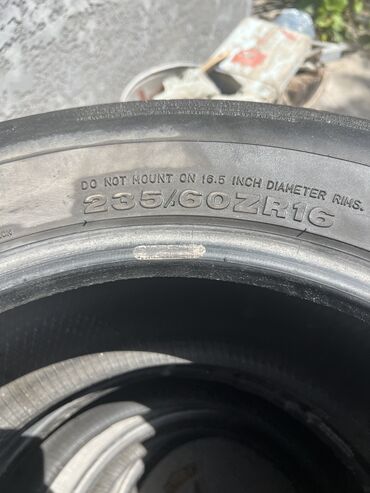 DO NOT MOUNT ON 16.5 INCH DIAMETER RIMS.
235/60ZR16